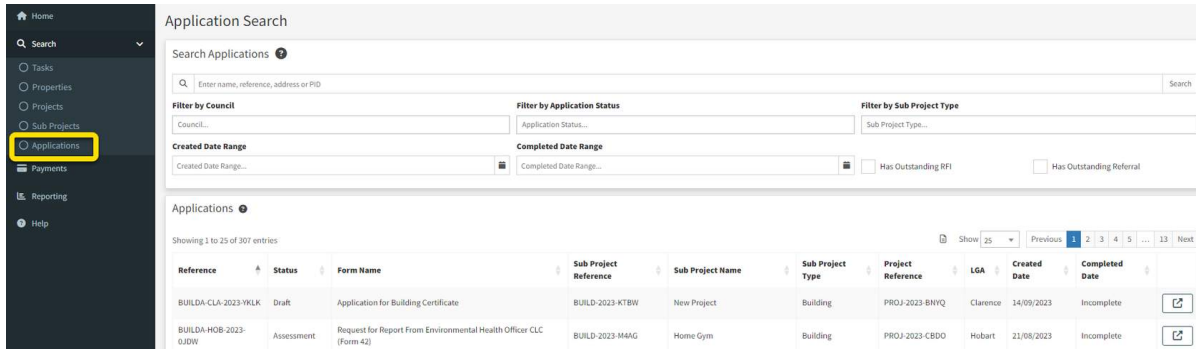 Home
Search
Tasks
Properties
Projects
Sub Projects
Applications
Payments
Reporting
Help
Application Search
Search Applications
Enter name, reference, address or PID
Search
Filter by Council
Filter by Application Status
Filter by Sub Project Type
Council...
Application Status...
Sub Project Type...
Created Date Range
Completed Date Range
Created Date Range...
Completed Date Range...
Has Outstanding RFI
Has Outstanding Referral
Applications
Showing 1 to 25 of 307 entries
Show 25 Previous 1 2 3 4 5 ... 13 Next
Reference Status Form Name Sub Project Reference Sub Project Name Sub Project Type Project Reference LGA Created Date Completed Date
BUILDA-CLA-2023-YKLK Draft Application for Building Certificate BUILD-2023-KTBW New Project Building PROJ-2023-BNYQ Clarence 14/09/2023 Incomplete
BUILDA-HOB-2023-0JDW Assessment Request for Report From Environmental Health Officer CLC (Form 42) BUILD-2023-M4AG Home Gym Building PROJ-2023-CBDO Hobart 21/08/2023 Incomplete